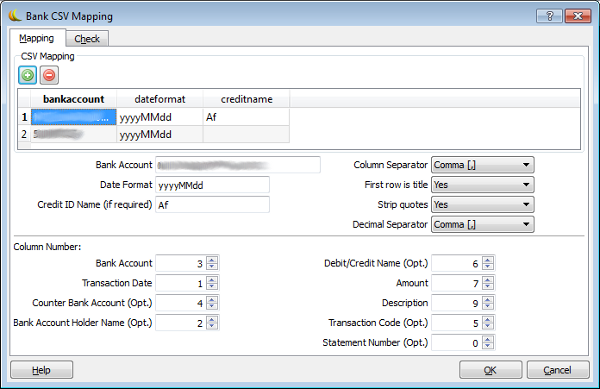 Bank CSV Mapping
Mapping Check
CSV Mapping
bankaccount dateformat creditname
1 yyyyMMdd Af
2 yyyyMMdd
Bank Account Column Separator Comma [,]
Date Format yyyyMMdd First row is title Yes
Credit ID Name (if required) Af Strip quotes Yes
Decimal Separator Comma [,]
Column Number:
Bank Account 3 Debit/Credit Name (Opt.) 6
Transaction Date 1 Amount 7
Counter Bank Account (Opt.) 4 Description 9
Bank Account Holder Name (Opt.) 2 Transaction Code (Opt.) 5
Statement Number (Opt.) 0
Help OK Cancel